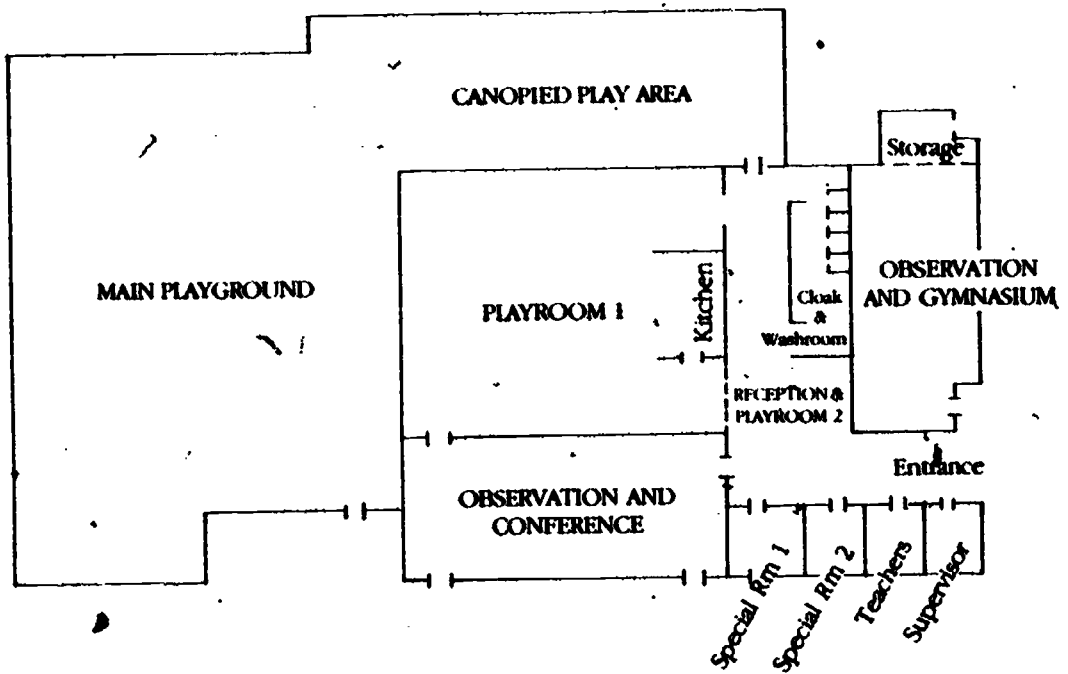 CANOPIED PLAY AREA
Storage
MAIN PLAYGROUND
PLAYROOM 1
Kitchen
Cloak
&
Washroom
OBSERVATION
AND GYMNASIUM
RECEPTION &
PLAYROOM 2
Entrance
OBSERVATION AND
CONFERENCE
Special Rm 1
Special Rm 2
Teachers
Supervisor